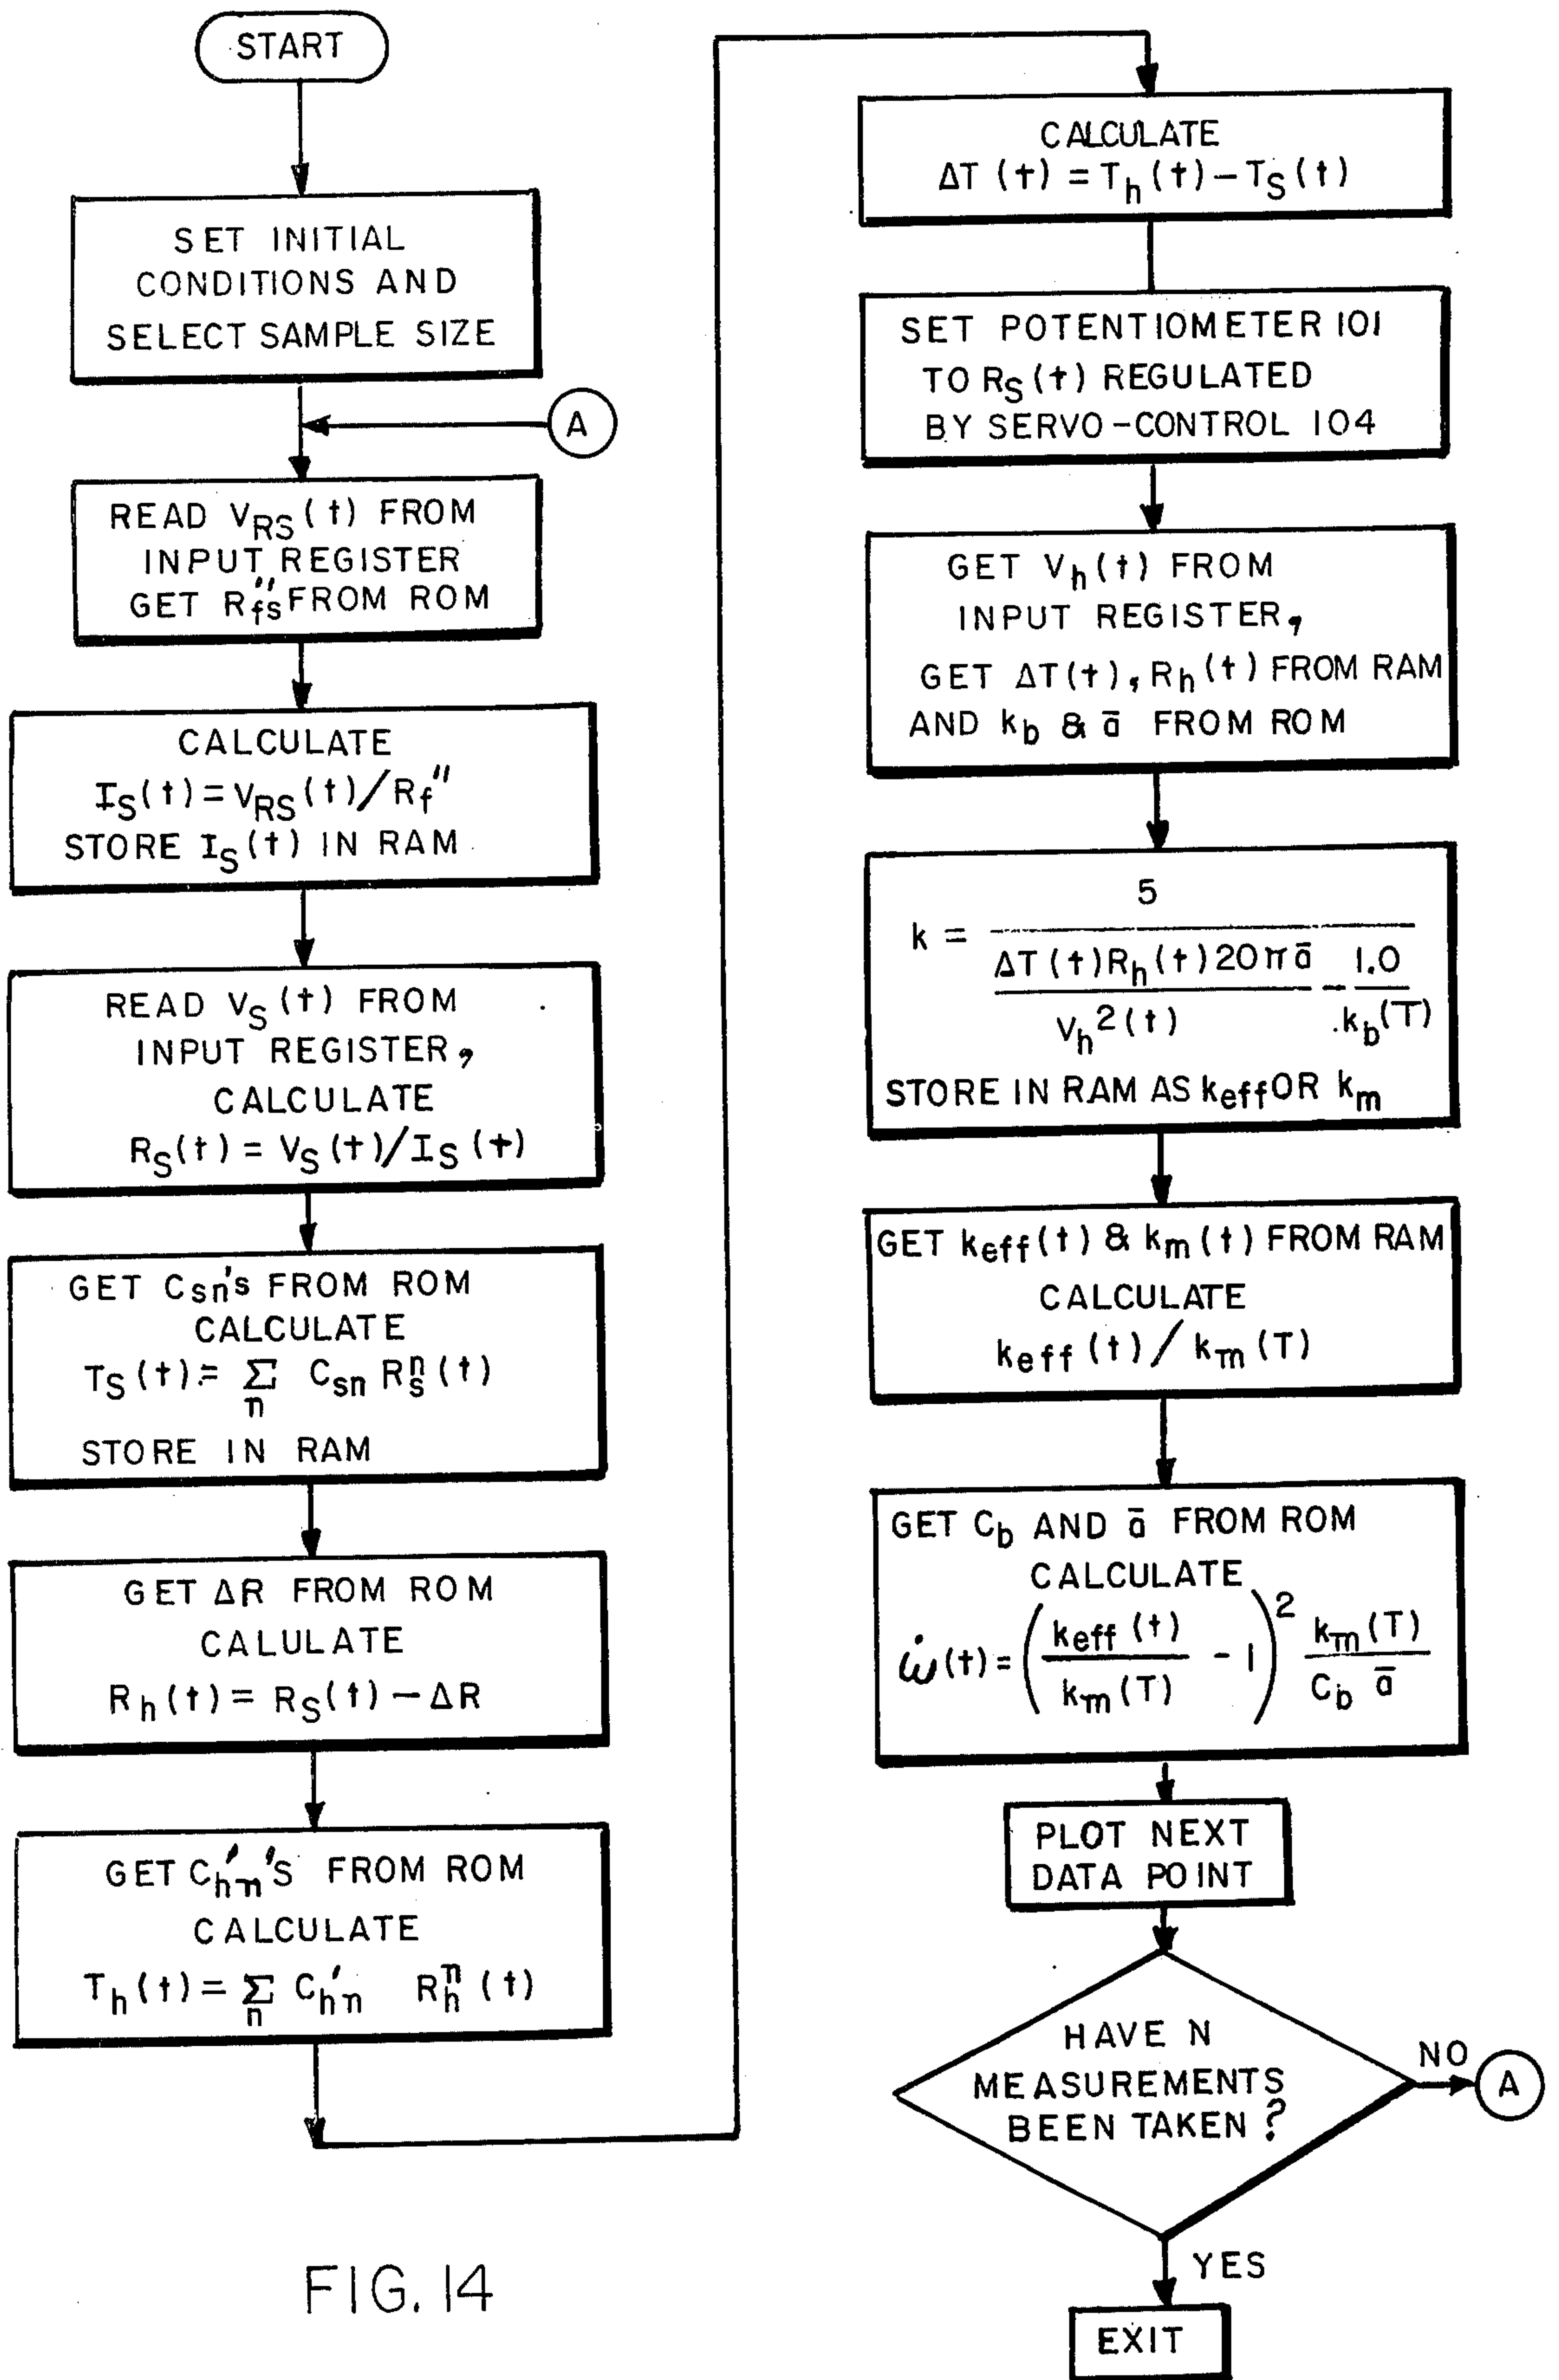 START
SET INITIAL
CONDITIONS AND
SELECT SAMPLE SIZE
A
READ V_RS(t) FROM
INPUT REGISTER
GET R_fs'' FROM ROM
CALCULATE
I_S(t) = V_RS(t)/R_f''
STORE I_S(t) IN RAM
READ V_S(t) FROM
INPUT REGISTER,
CALCULATE
R_S(t) = V_S(t)/I_S(t)
GET C_sn's FROM ROM
CALCULATE
T_S(t) = Σ_n C_sn R_s^n(t)
STORE IN RAM
GET ΔR FROM ROM
CALULATE
R_h(t) = R_S(t) – ΔR
GET C_h'n'S FROM ROM
CALCULATE
T_h(t) = Σ_n C_h'n R_h^n(t)
CALCULATE
ΔT(t) = T_h(t) – T_S(t)
SET POTENTIOMETER 101
TO R_S(t) REGULATED
BY SERVO-CONTROL 104
GET V_h(t) FROM
INPUT REGISTER,
GET ΔT(t), R_h(t) FROM RAM
AND k_b & ā FROM ROM
5
k =
ΔT(t)R_h(t)20πā 1.0
–
V_h^2(t) k_b(T)
STORE IN RAM AS k_eff OR k_m
GET k_eff(t) & k_m(t) FROM RAM
CALCULATE
k_eff(t)/k_m(T)
GET C_b AND ā FROM ROM
CALCULATE
ω̇(t) = (k_eff(t)/k_m(T) – 1)^2 k_m(T)/C_b ā
PLOT NEXT
DATA POINT
HAVE N
MEASUREMENTS
BEEN TAKEN?
NO
A
YES
EXIT
FIG. 14